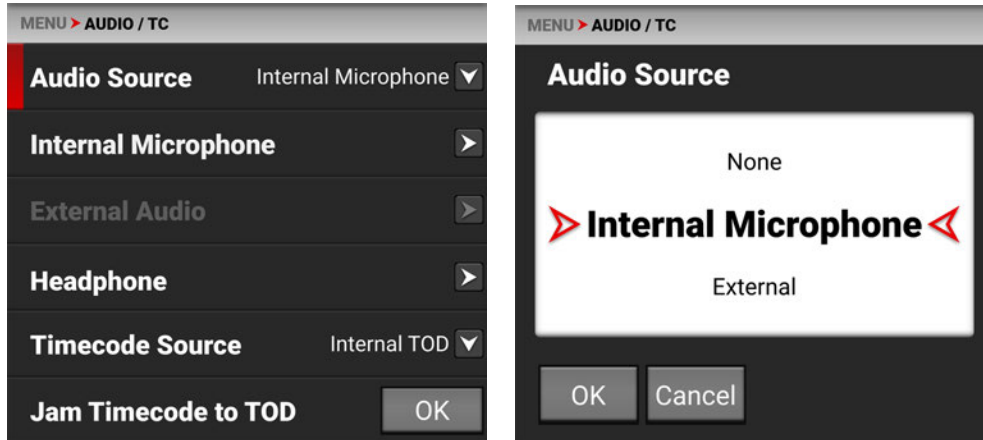 MENU > AUDIO / TC
Audio Source Internal Microphone
Internal Microphone
External Audio
Headphone
Timecode Source Internal TOD
Jam Timecode to TOD OK
MENU > AUDIO / TC
Audio Source
None
Internal Microphone
External
OK Cancel